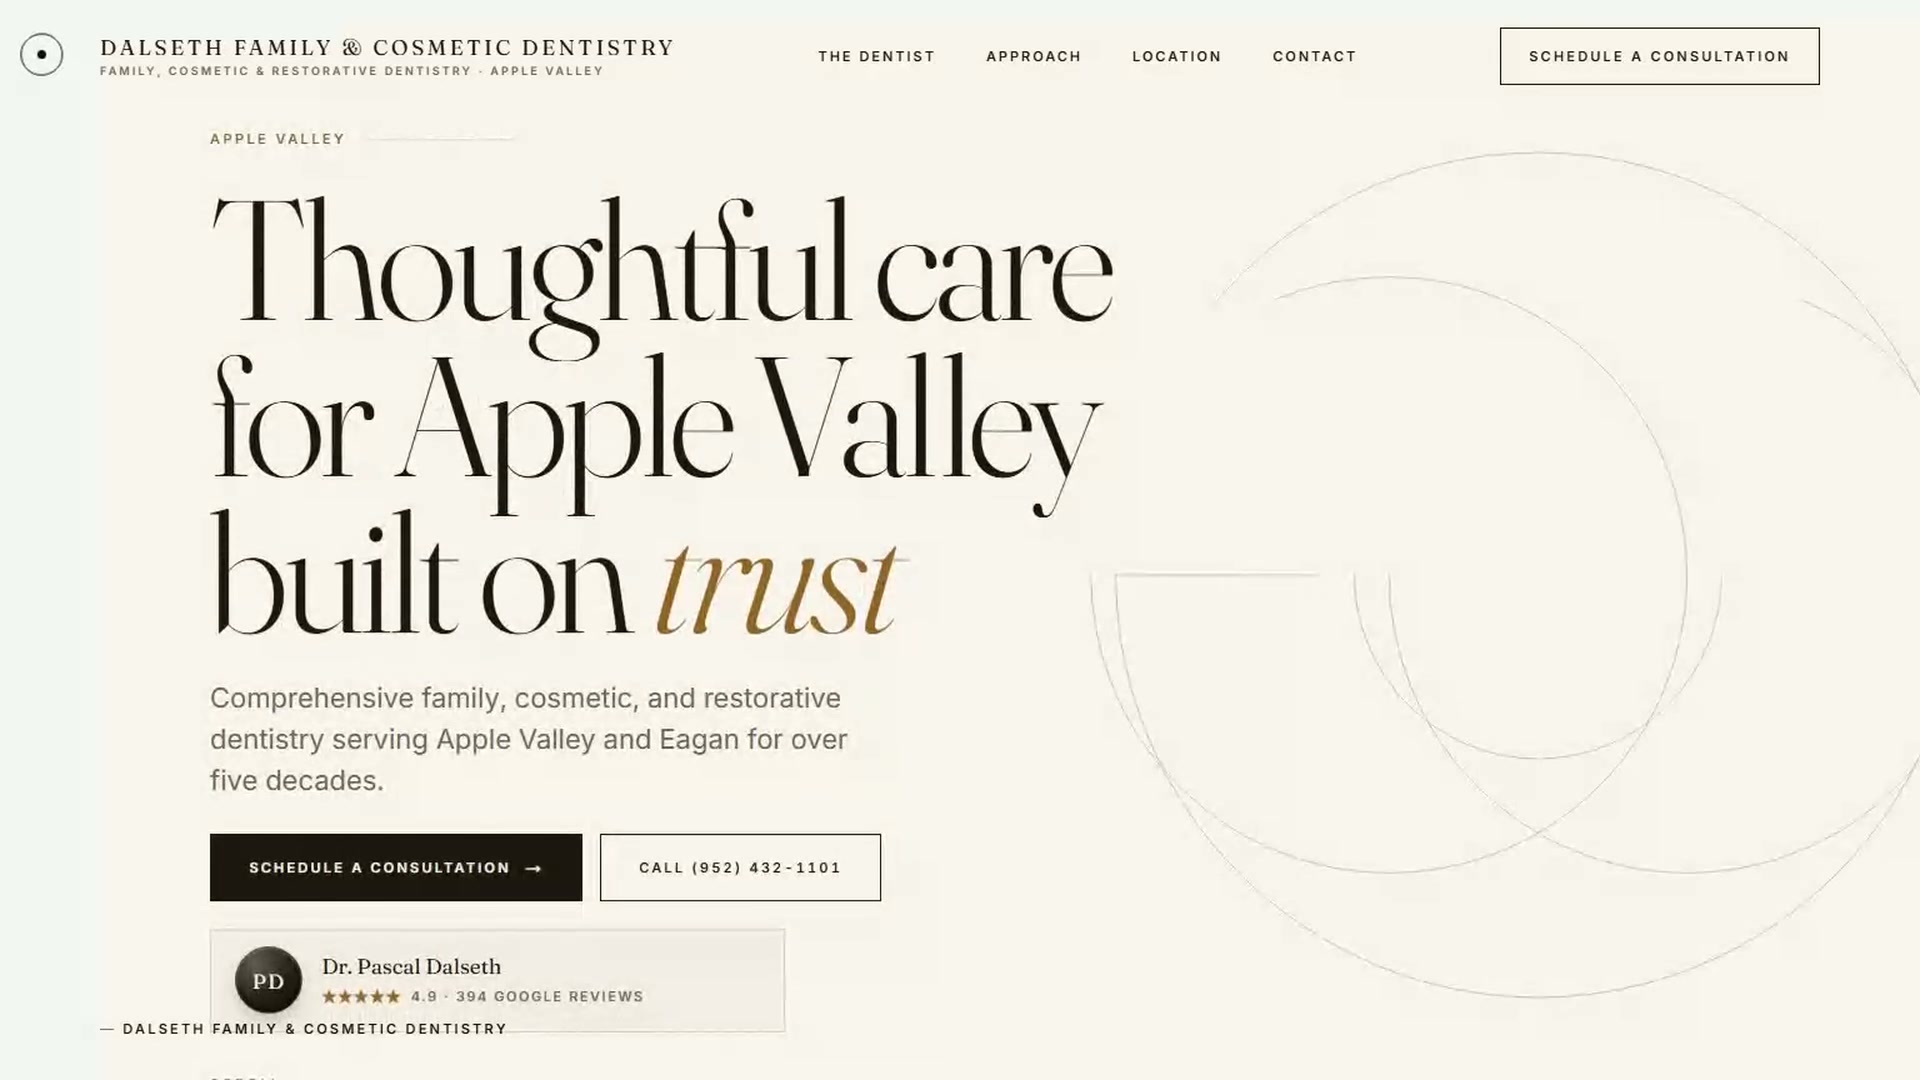 DALSETH FAMILY & COSMETIC DENTISTRY
FAMILY, COSMETIC & RESTORATIVE DENTISTRY · APPLE VALLEY
THE DENTIST
APPROACH
LOCATION
CONTACT
SCHEDULE A CONSULTATION
APPLE VALLEY
Thoughtful care
for Apple Valley
built on trust
Comprehensive family, cosmetic, and restorative
dentistry serving Apple Valley and Eagan for over
five decades.
SCHEDULE A CONSULTATION →
CALL (952) 432-1101
PD
Dr. Pascal Dalseth
★★★★★ 4.9 · 394 GOOGLE REVIEWS
— DALSETH FAMILY & COSMETIC DENTISTRY